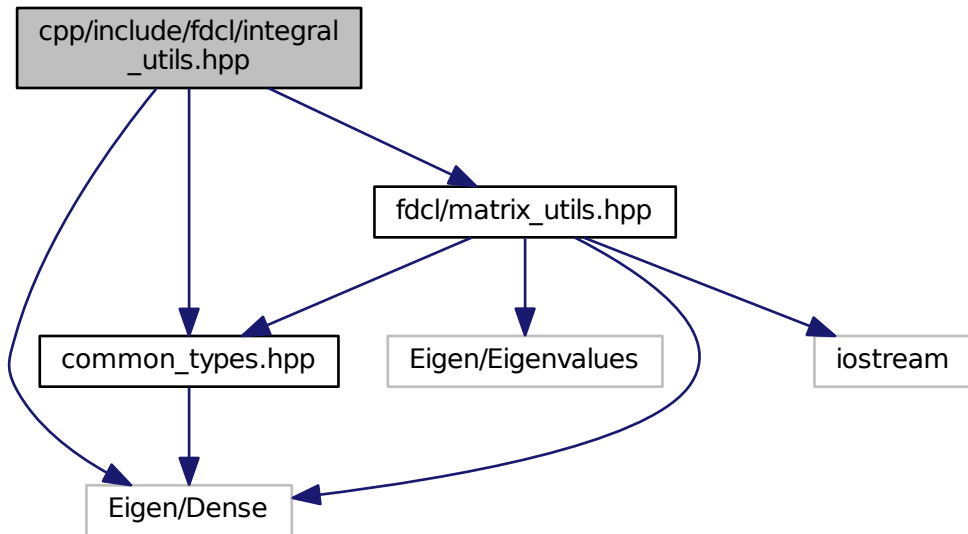 cpp/include/fdcl/integral
_utils.hpp
fdcl/matrix_utils.hpp
common_types.hpp
Eigen/Eigenvalues
iostream
Eigen/Dense